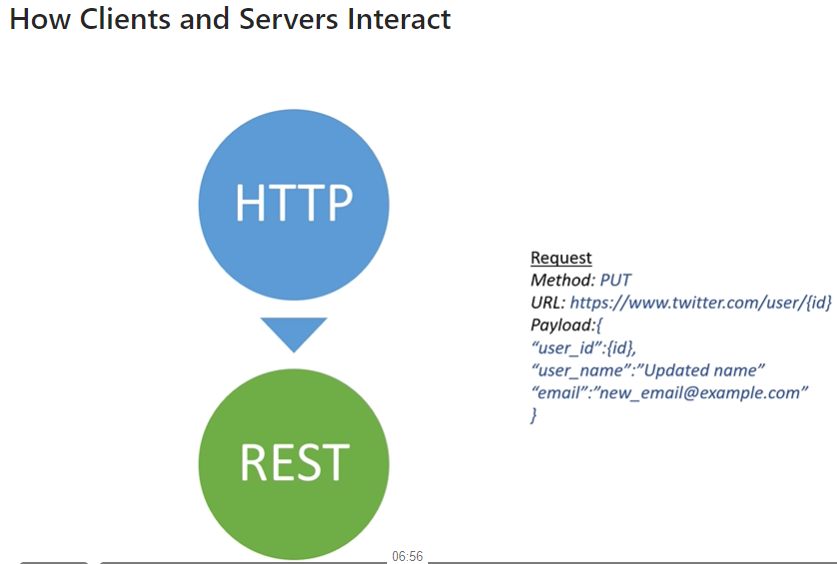 How Clients and Servers Interact
HTTP
REST
Request
Method: PUT
URL: https://www.twitter.com/user/{id}
Payload:{
“user_id”:{id},
“user_name”:”Updated name”
“email”:”new_email@example.com”
}
06:56